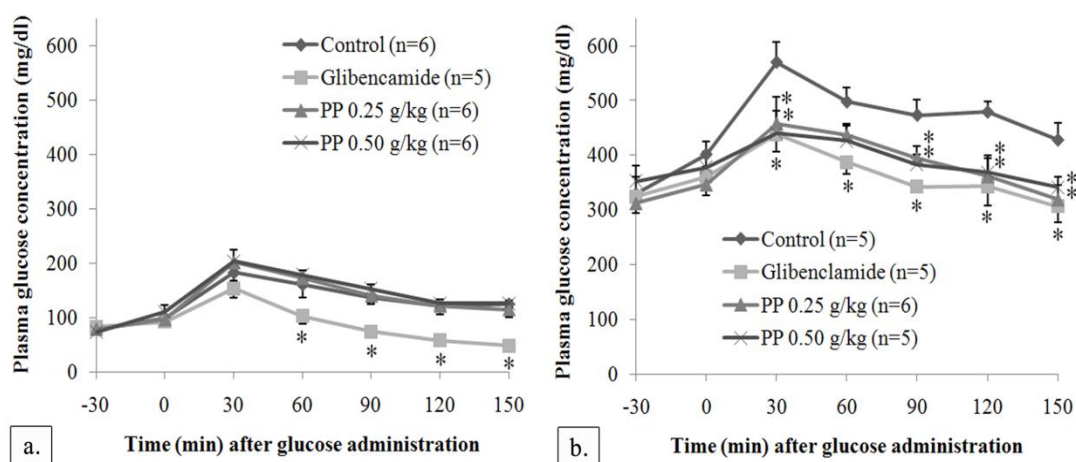 Plasma glucose concentration (mg/dl)
600
500
400
300
200
100
0
Control (n=6)
Glibencamide (n=5)
PP 0.25 g/kg (n=6)
PP 0.50 g/kg (n=6)
*
*
*
*
-30 0 30 60 90 120 150
a.
Time (min) after glucose administration
Plasma glucose concentration (mg/dl)
600
500
400
300
200
100
0
*
*
*
*
*
*
*
*
*
*
*
*
*
Control (n=5)
Glibenclamide (n=5)
PP 0.25 g/kg (n=6)
PP 0.50 g/kg (n=5)
-30 0 30 60 90 120 150
b.
Time (min) after glucose administration